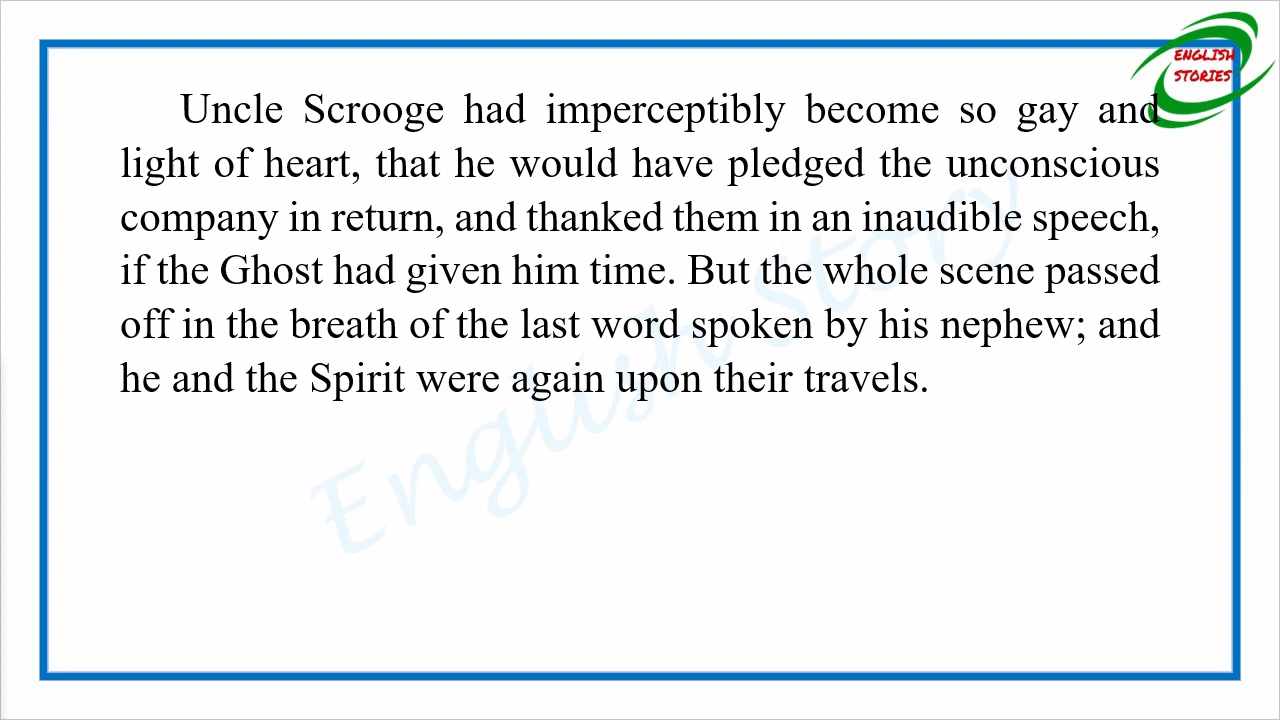 ENGLISH
STORIES
Uncle Scrooge had imperceptibly become so gay and
light of heart, that he would have pledged the unconscious
company in return, and thanked them in an inaudible speech,
if the Ghost had given him time. But the whole scene passed
off in the breath of the last word spoken by his nephew; and
he and the Spirit were again upon their travels.
English Story